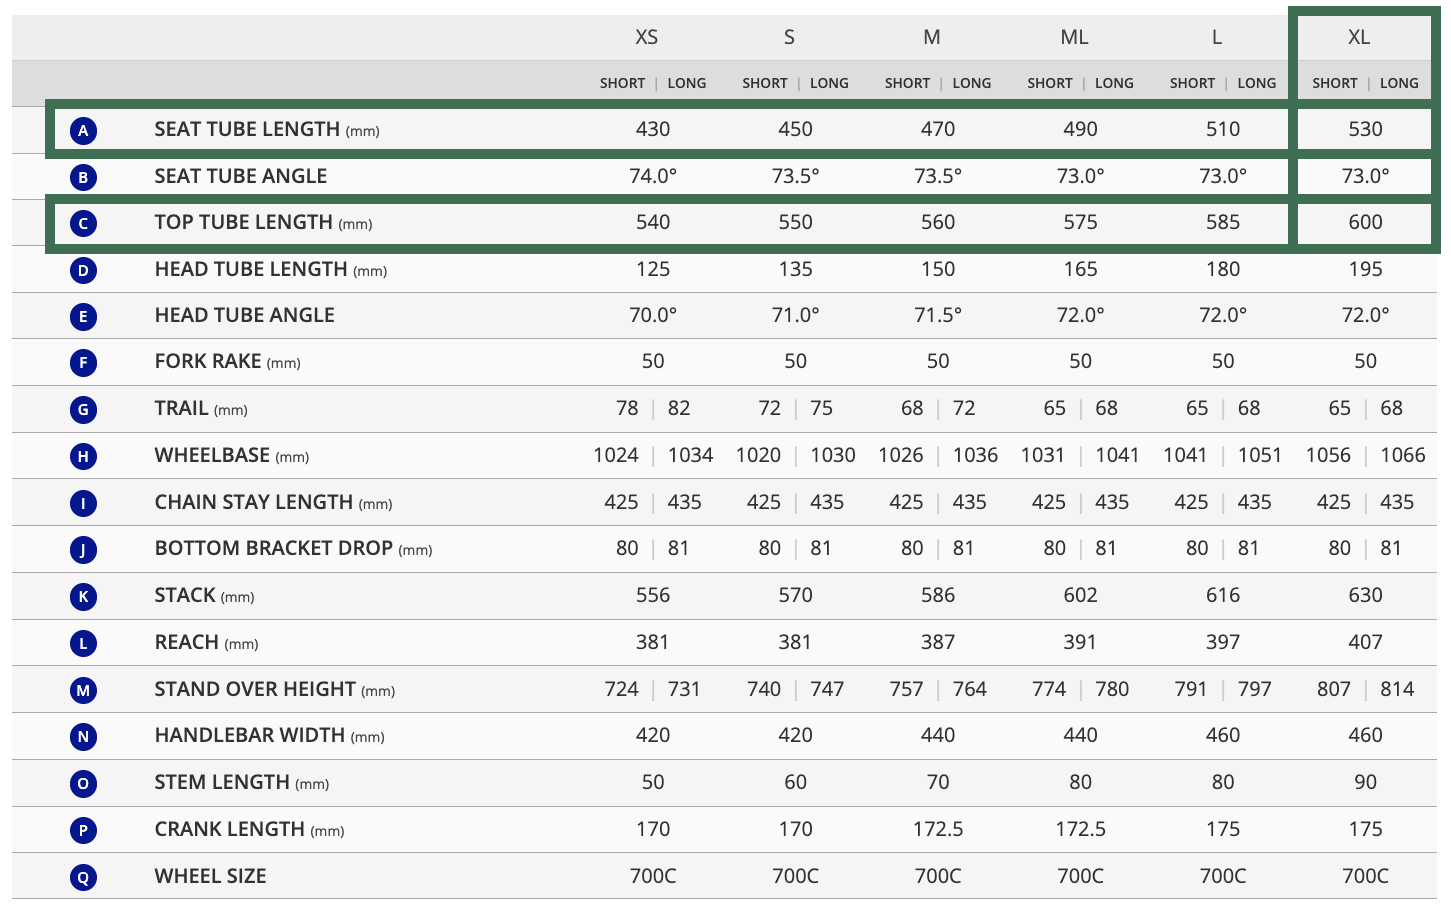 XS S M ML L XL
SHORT | LONG SHORT | LONG SHORT | LONG SHORT | LONG SHORT | LONG SHORT | LONG
A SEAT TUBE LENGTH (mm) 430 450 470 490 510 530
B SEAT TUBE ANGLE 74.0° 73.5° 73.5° 73.0° 73.0° 73.0°
C TOP TUBE LENGTH (mm) 540 550 560 575 585 600
D HEAD TUBE LENGTH (mm) 125 135 150 165 180 195
E HEAD TUBE ANGLE 70.0° 71.0° 71.5° 72.0° 72.0° 72.0°
F FORK RAKE (mm) 50 50 50 50 50 50
G TRAIL (mm) 78 | 82 72 | 75 68 | 72 65 | 68 65 | 68 65 | 68
H WHEELBASE (mm) 1024 | 1034 1020 | 1030 1026 | 1036 1031 | 1041 1041 | 1051 1056 | 1066
I CHAIN STAY LENGTH (mm) 425 | 435 425 | 435 425 | 435 425 | 435 425 | 435 425 | 435
J BOTTOM BRACKET DROP (mm) 80 | 81 80 | 81 80 | 81 80 | 81 80 | 81 80 | 81
K STACK (mm) 556 570 586 602 616 630
L REACH (mm) 381 381 387 391 397 407
M STAND OVER HEIGHT (mm) 724 | 731 740 | 747 757 | 764 774 | 780 791 | 797 807 | 814
N HANDLEBAR WIDTH (mm) 420 420 440 440 460 460
O STEM LENGTH (mm) 50 60 70 80 80 90
P CRANK LENGTH (mm) 170 170 172.5 172.5 175 175
Q WHEEL SIZE 700C 700C 700C 700C 700C 700C